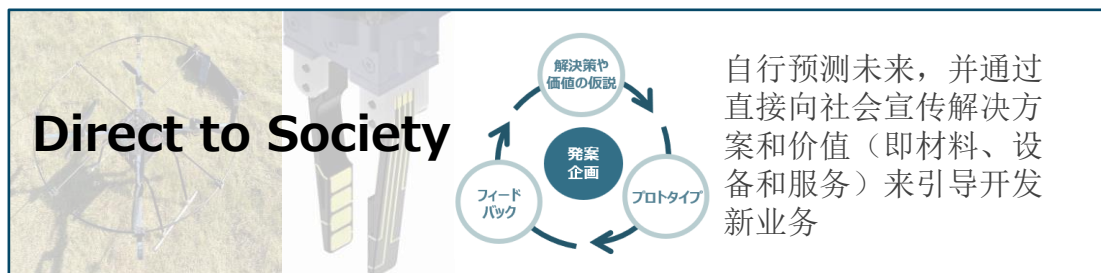 Direct to Society
解決策や
価値の仮説
発案
企画
フィード
バック
プロトタイプ
自行预测未来，并通过
直接向社会宣传解决方
案和价值（即材料、设
备和服务）来引导开发
新业务